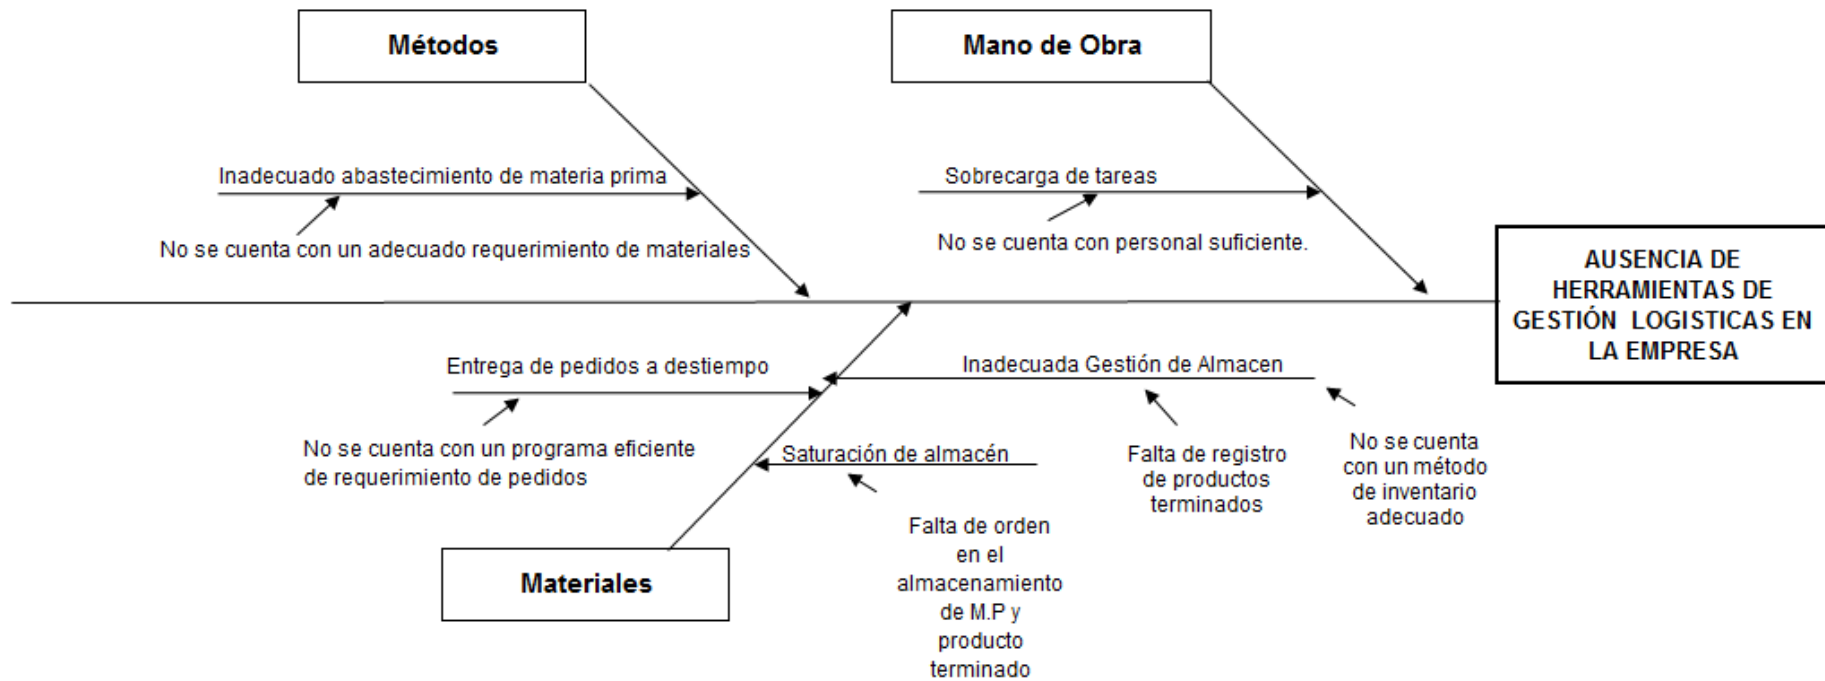 Métodos
Mano de Obra
Inadecuado abastecimiento de materia prima
No se cuenta con un adecuado requerimiento de materiales
Sobrecarga de tareas
No se cuenta con personal suficiente.
AUSENCIA DE
HERRAMIENTAS DE
GESTIÓN LOGISTICAS EN
LA EMPRESA
Entrega de pedidos a destiempo
No se cuenta con un programa eficiente
de requerimiento de pedidos
Inadecuada Gestión de Almacen
Saturación de almacén
Falta de orden
en el
almacenamiento
de M.P y
producto
terminado
Falta de registro
de productos
terminados
No se cuenta
con un método
de inventario
adecuado
Materiales